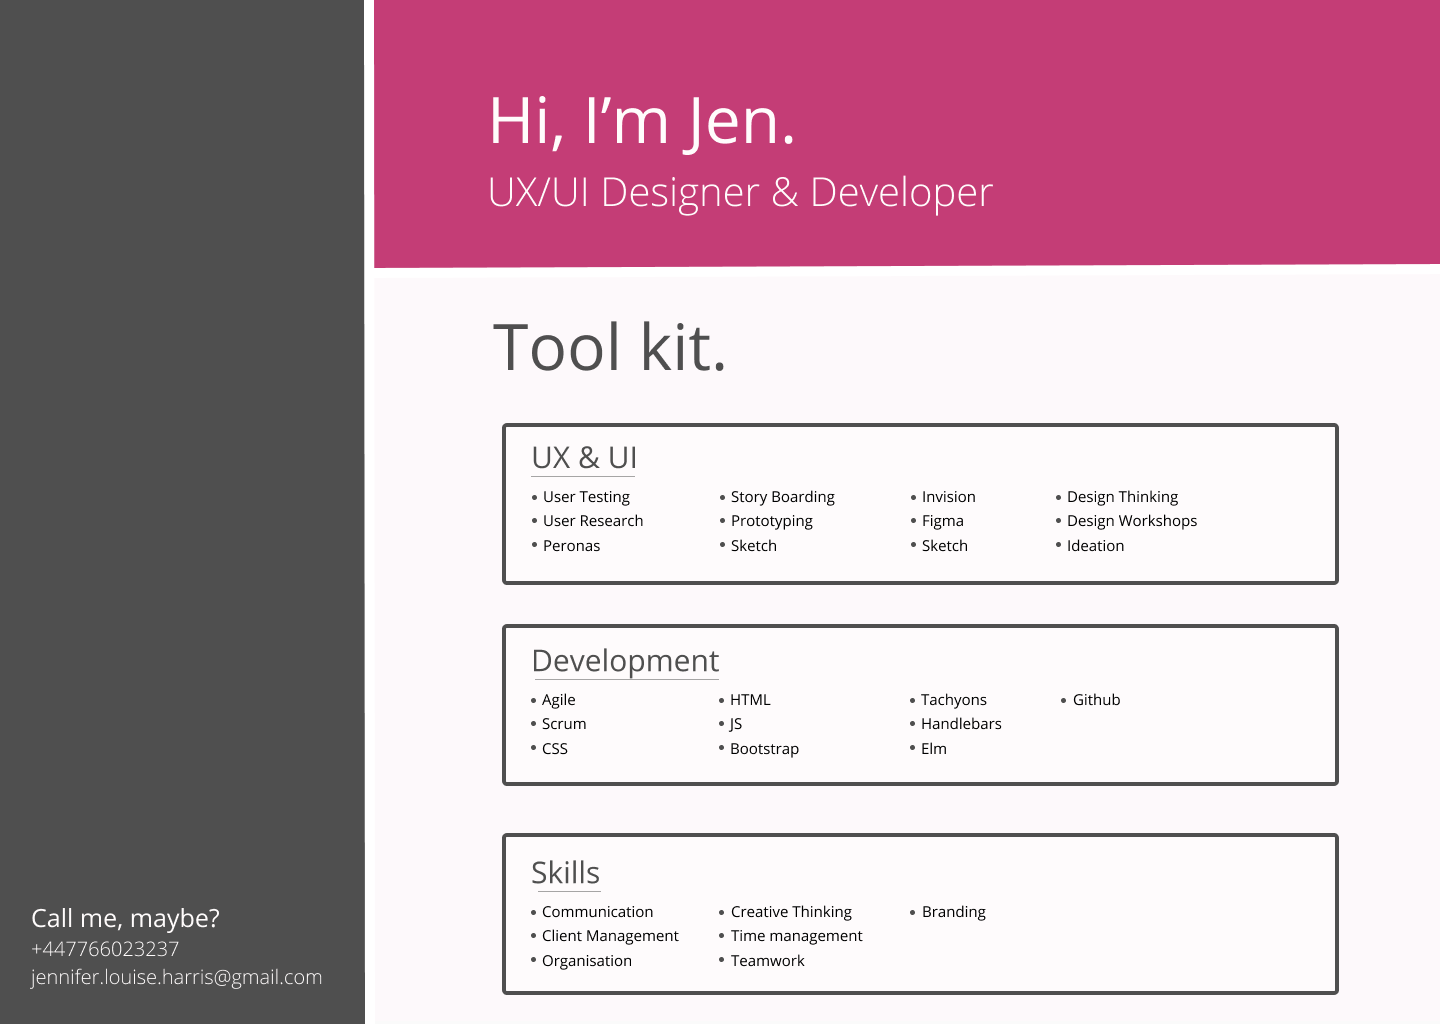 Hi, I’m Jen.
UX/UI Designer & Developer
Tool kit.
UX & UI
• User Testing
• User Research
• Peronas
• Story Boarding
• Prototyping
• Sketch
• Invision
• Figma
• Sketch
• Design Thinking
• Design Workshops
• Ideation
Development
• Agile
• Scrum
• CSS
• HTML
• JS
• Bootstrap
• Tachyons
• Handlebars
• Elm
• Github
Skills
• Communication
• Client Management
• Organisation
• Creative Thinking
• Time management
• Teamwork
• Branding
Call me, maybe?
+447766023237
jennifer.louise.harris@gmail.com